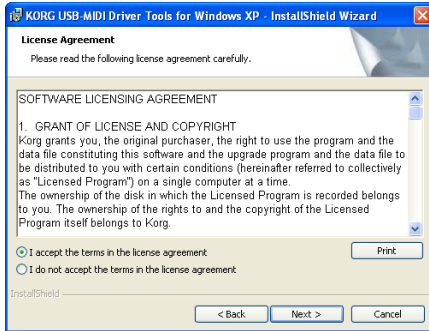 KORG USB-MIDI Driver Tools for Windows XP - InstallShield Wizard
License Agreement
Please read the following license agreement carefully.
SOFTWARE LICENSING AGREEMENT
1. GRANT OF LICENSE AND COPYRIGHT
Korg grants you, the original purchaser, the right to use the program and the
data file constituting this software and the upgrade program and the data file to
be distributed to you with certain conditions (hereinafter referred to collectively
as "Licensed Program") on a single computer at a time.
The ownership of the disk in which the Licensed Program is recorded belongs
to you. The ownership of the rights to and the copyright of the Licensed
Program itself belongs to Korg.
I accept the terms in the license agreement
Print
I do not accept the terms in the license agreement
InstallShield
< Back
Next >
Cancel